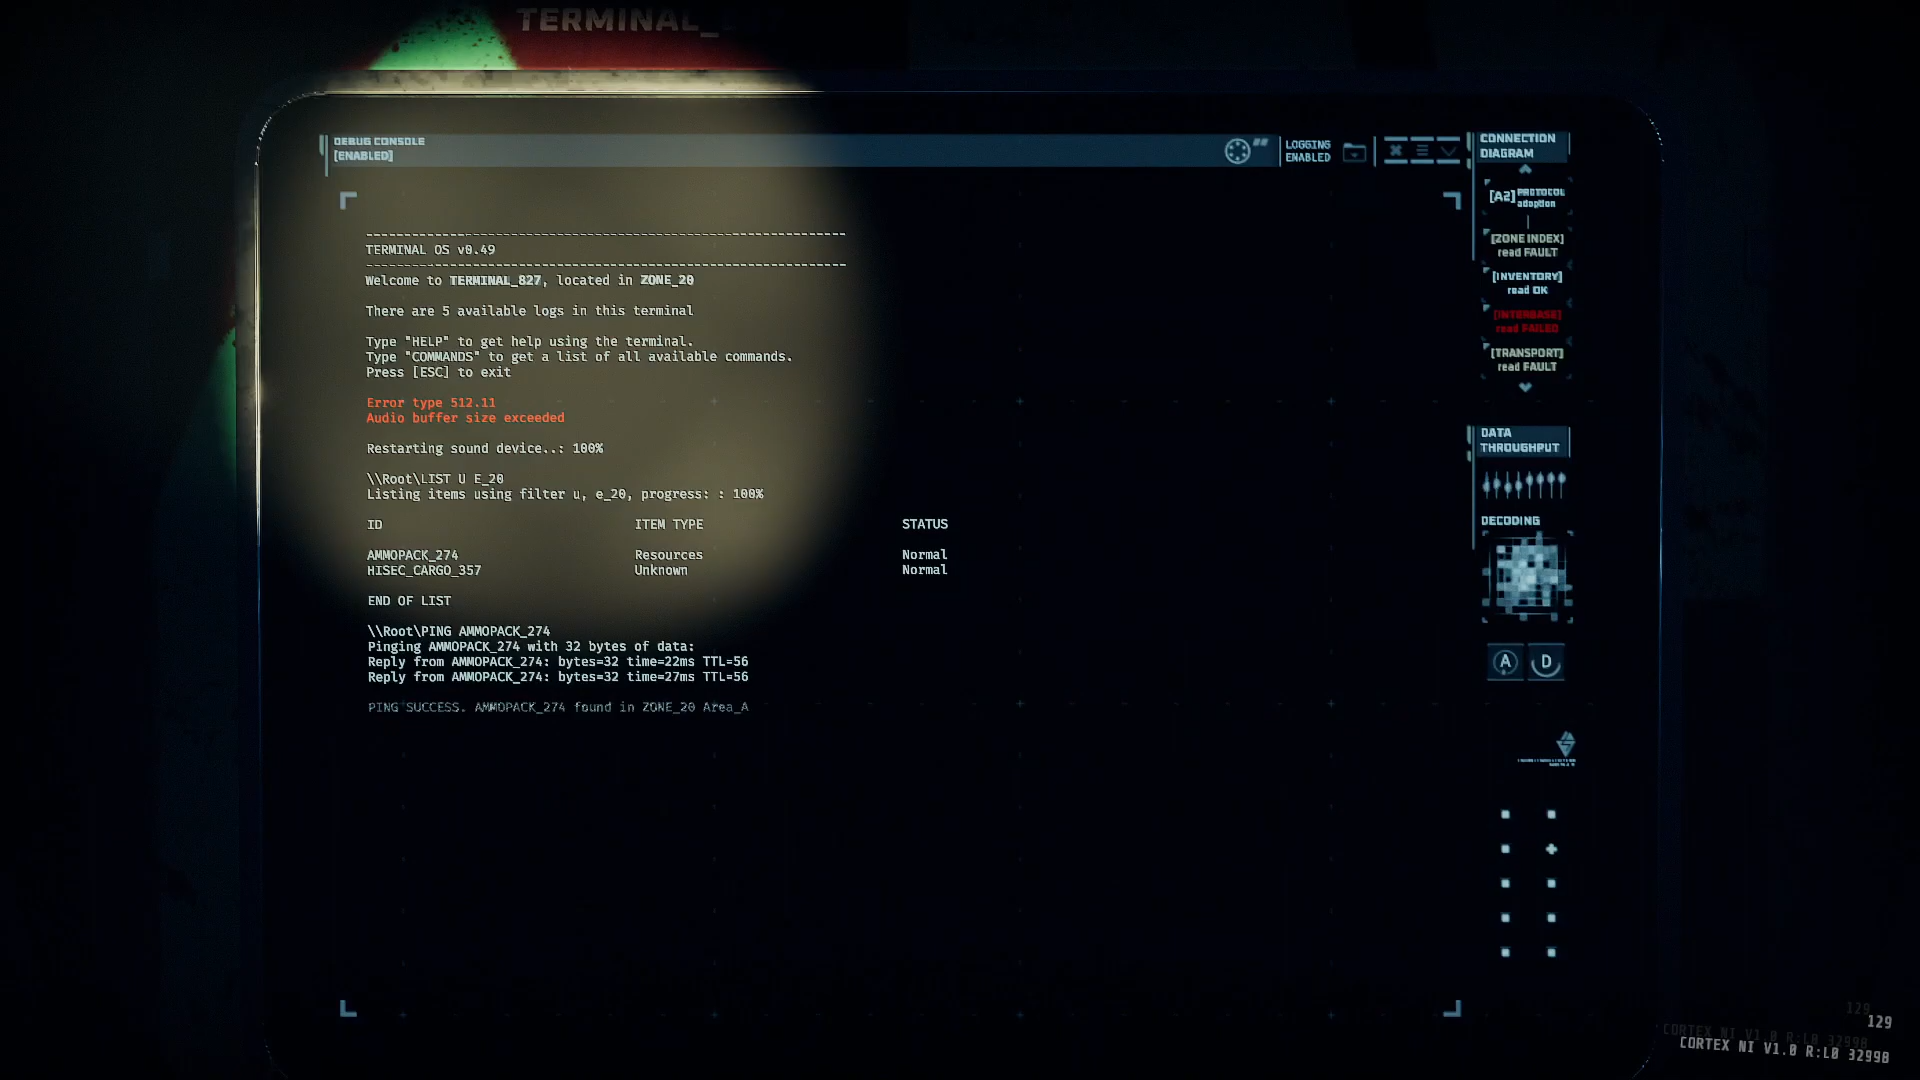 TERMINAL_
DEBUG CONSOLE
[ENABLED]
LOGGING
ENABLED
--------------------------------------------------------------
TERMINAL OS v0.49
--------------------------------------------------------------
Welcome to TERMINAL_827, located in ZONE_20
There are 5 available logs in this terminal
Type "HELP" to get help using the terminal.
Type "COMMANDS" to get a list of all available commands.
Press [ESC] to exit
Error type 512.11
Audio buffer size exceeded
Restarting sound device..: 100%
\\Root\LIST U E_20
Listing items using filter u, e_20, progress: : 100%
ID ITEM TYPE STATUS
AMMOPACK_274 Resources Normal
HISEC_CARGO_357 Unknown Normal
END OF LIST
\\Root\PING AMMOPACK_274
Pinging AMMOPACK_274 with 32 bytes of data:
Reply from AMMOPACK_274: bytes=32 time=22ms TTL=56
Reply from AMMOPACK_274: bytes=32 time=27ms TTL=56
PING SUCCESS. AMMOPACK_274 found in ZONE_20 Area_A
CONNECTION
DIAGRAM
[A2] PROTOCOL
adoption
[ZONE INDEX]
read FAULT
[INVENTORY]
read OK
[INTERBASE]
read FAILED
[TRANSPORT]
read FAULT
DATA
THROUGHPUT
DECODING
A D
129
CORTEX NI V1.0 R:L0 32998